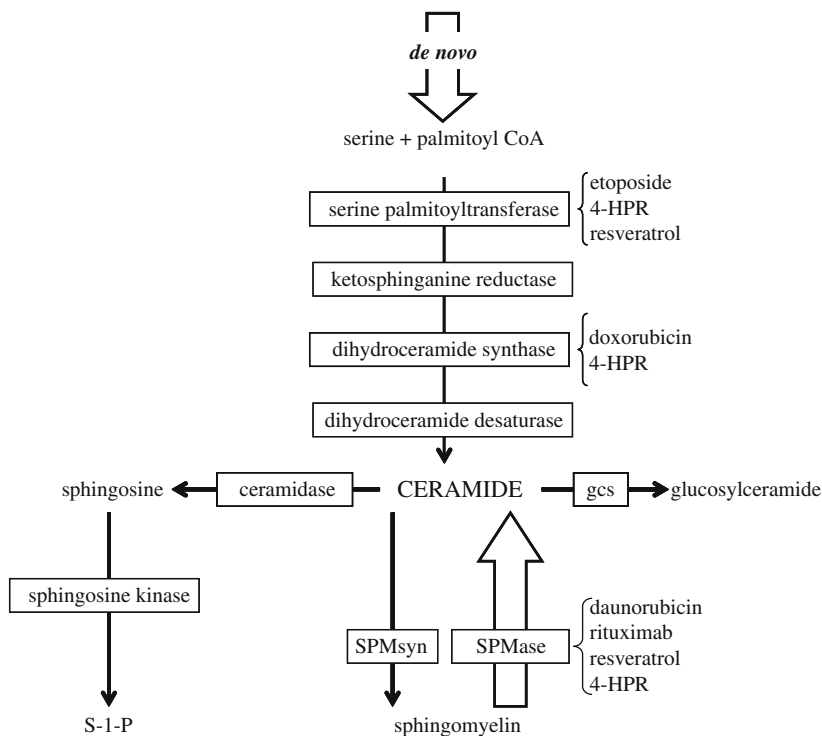 de novo
serine + palmitoyl CoA
serine palmitoyltransferase
etoposide
4-HPR
resveratrol
ketosphinganine reductase
dihydroceramide synthase
doxorubicin
4-HPR
dihydroceramide desaturase
sphingosine
ceramidase
CERAMIDE
gcs
glucosylceramide
sphingosine kinase
SPMsyn
SPMase
daunorubicin
rituximab
resveratrol
4-HPR
S-1-P
sphingomyelin